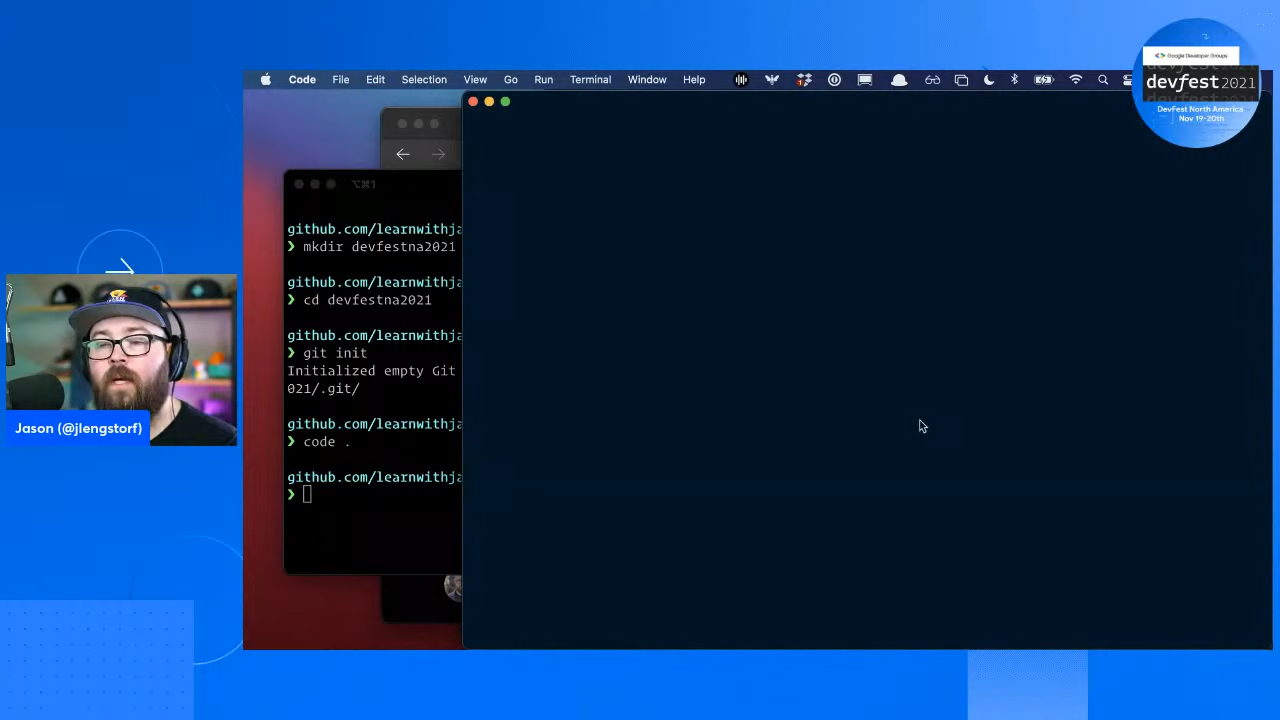 Code File Edit Selection View Go Run Terminal Window Help
Google Developer Groups
devfest2021
DevFest North America
Nov 19-20th
⌥⌘1
github.com/learnwithja
❯ mkdir devfestna2021
github.com/learnwithja
❯ cd devfestna2021
github.com/learnwithja
❯ git init
Initialized empty Git
021/.git/
github.com/learnwithja
❯ code .
github.com/learnwithja
❯
Jason (@jlengstorf)